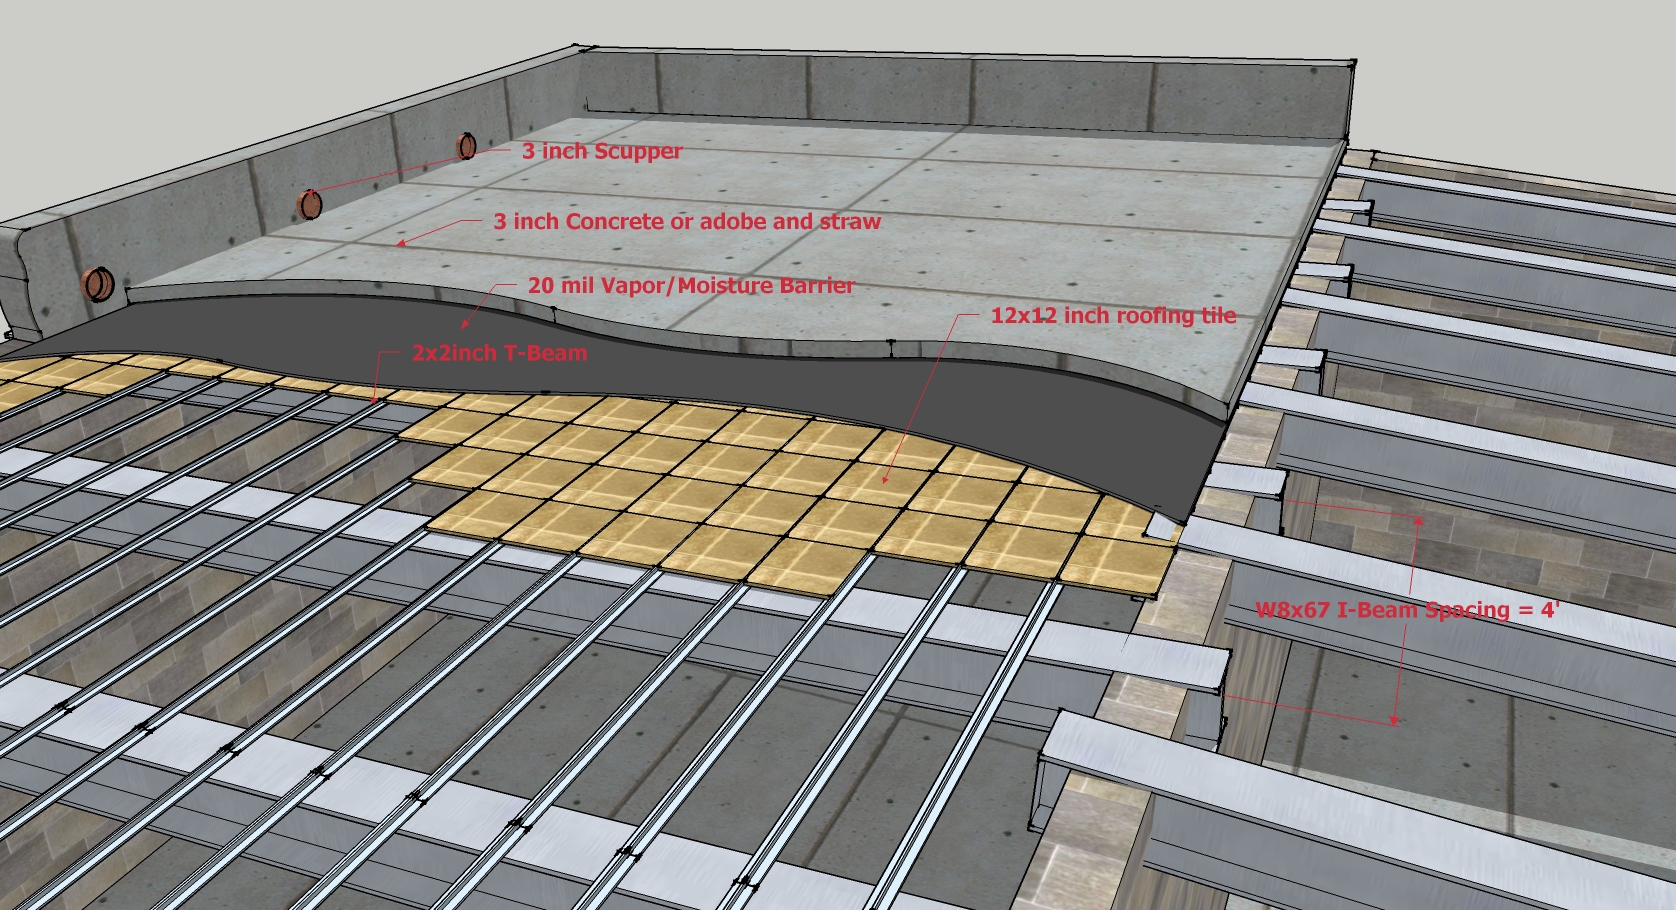 3 inch Scupper
3 inch Concrete or adobe and straw
20 mil Vapor/Moisture Barrier
12x12 inch roofing tile
2x2inch T-Beam
W8x67 I-Beam Spacing = 4'